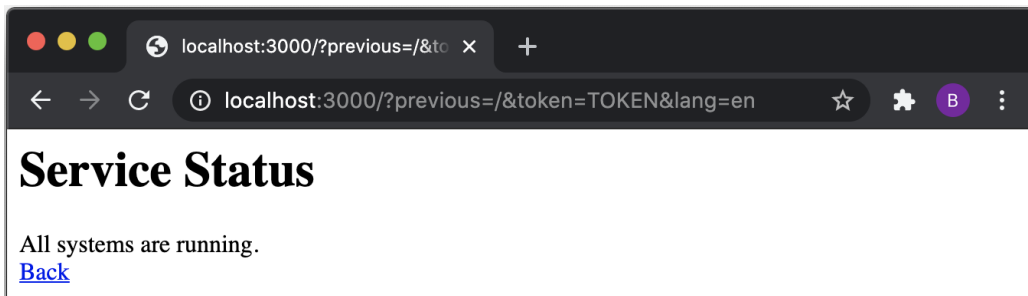 localhost:3000/?previous=/&to
localhost:3000/?previous=/&token=TOKEN&lang=en
B
Service Status
All systems are running.
Back